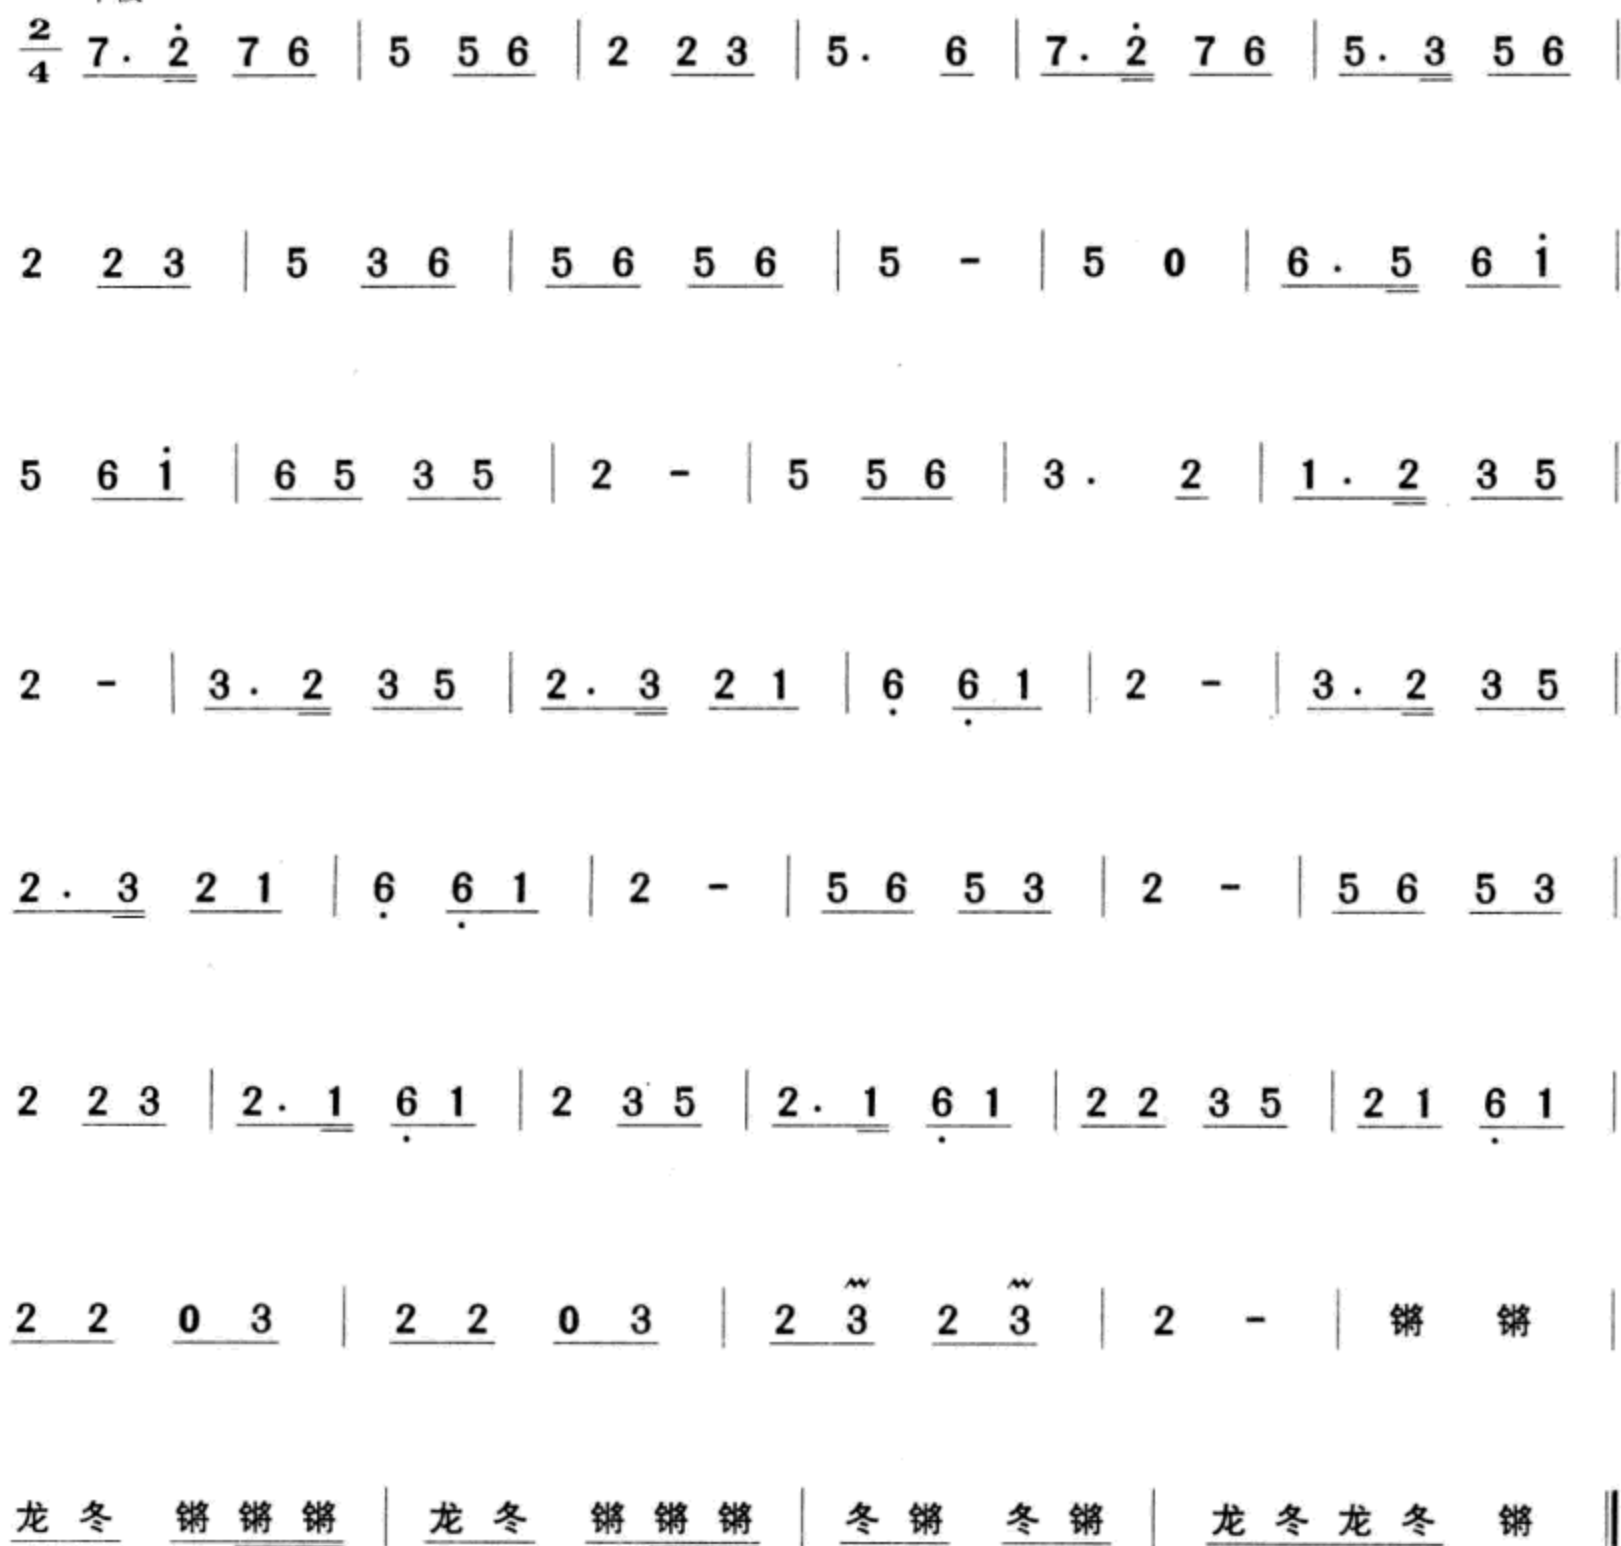 2/4 7. 2̇ 7 6 | 5 5 6 | 2 2 3 | 5. 6 | 7. 2̇ 7 6 | 5. 3 5 6 |
2 2 3 | 5 3 6 | 5 6 5 6 | 5 - | 5 0 | 6. 5 6 1̇ |
5 6 1̇ | 6 5 3 5 | 2 - | 5 5 6 | 3. 2 | 1. 2 3 5 |
2 - | 3. 2 3 5 | 2. 3 2 1 | 6̣ 6̣ 1 | 2 - | 3. 2 3 5 |
2. 3 2 1 | 6̣ 6̣ 1 | 2 - | 5 6 5 3 | 2 - | 5 6 5 3 |
2 2 3 | 2. 1 6̣ 1 | 2 3 5 | 2. 1 6̣ 1 | 2 2 3 5 | 2 1 6̣ 1 |
2 2 0 3 | 2 2 0 3 | 2 3 2 3 | 2 - | 锵 锵 |
龙 冬 锵 锵 锵 | 龙 冬 锵 锵 锵 | 冬 锵 冬 锵 | 龙 冬 龙 冬 锵 ‖